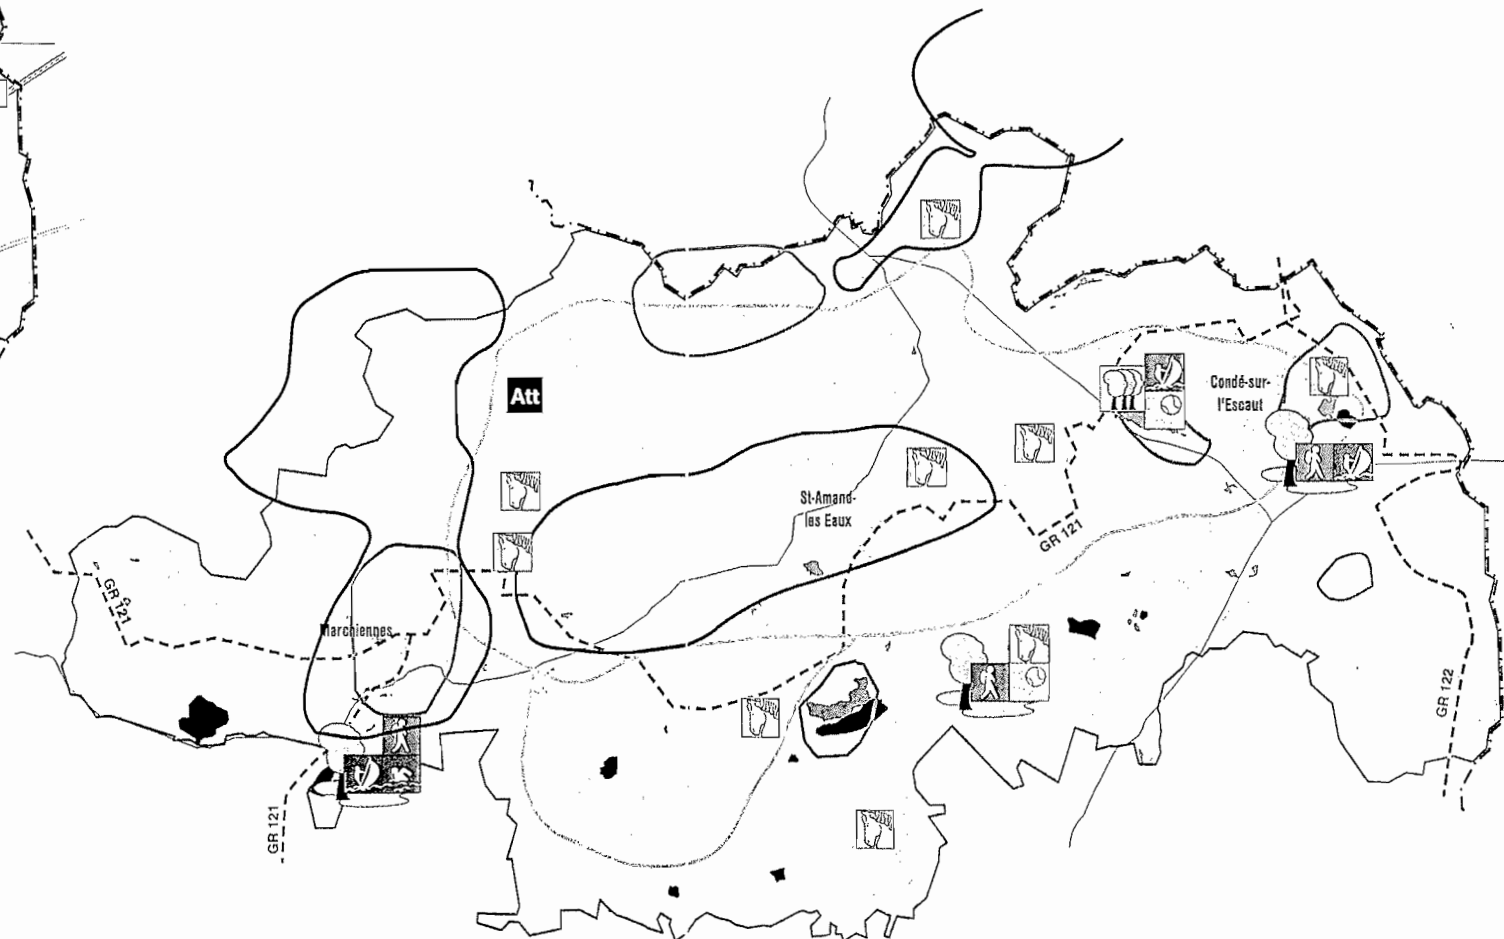 Att
Condé-sur-
l'Escaut
St-Amand-
les Eaux
GR 121
GR 121
Marchiennes
GR 122
GR 121